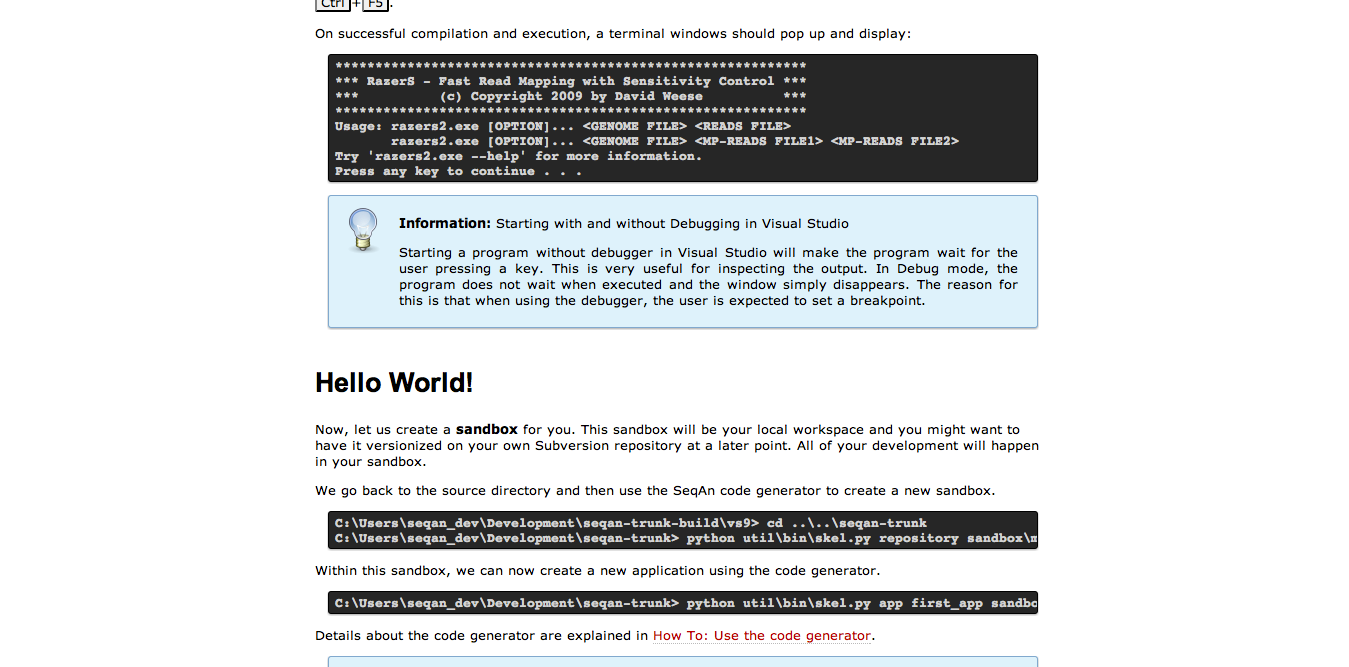 Ctrl+F5.
On successful compilation and execution, a terminal windows should pop up and display:
***********************************************************
*** RazerS - Fast Read Mapping with Sensitivity Control ***
***          (c) Copyright 2009 by David Weese          ***
***********************************************************
Usage: razers2.exe [OPTION]... <GENOME FILE> <READS FILE>
       razers2.exe [OPTION]... <GENOME FILE> <MP-READS FILE1> <MP-READS FILE2>
Try 'razers2.exe --help' for more information.
Press any key to continue . . .
Information: Starting with and without Debugging in Visual Studio
Starting a program without debugger in Visual Studio will make the program wait for the
user pressing a key. This is very useful for inspecting the output. In Debug mode, the
program does not wait when executed and the window simply disappears. The reason for
this is that when using the debugger, the user is expected to set a breakpoint.
Hello World!
Now, let us create a sandbox for you. This sandbox will be your local workspace and you might want to
have it versionized on your own Subversion repository at a later point. All of your development will happen
in your sandbox.
We go back to the source directory and then use the SeqAn code generator to create a new sandbox.
C:\Users\seqan_dev\Development\seqan-trunk-build\vs9> cd ..\..\seqan-trunk
C:\Users\seqan_dev\Development\seqan-trunk> python util\bin\skel.py repository sandbox\
Within this sandbox, we can now create a new application using the code generator.
C:\Users\seqan_dev\Development\seqan-trunk> python util\bin\skel.py app first_app sandbo
Details about the code generator are explained in How To: Use the code generator.